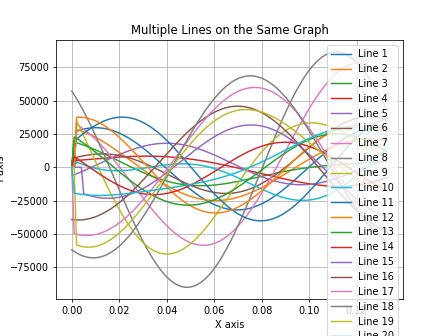 Multiple Lines on the Same Graph
75000
50000
25000
0
−25000
−50000
−75000
0.00
0.02
0.04
0.06
0.08
0.10
X axis
Line 1
Line 2
Line 3
Line 4
Line 5
Line 6
Line 7
Line 8
Line 9
Line 10
Line 11
Line 12
Line 13
Line 14
Line 15
Line 16
Line 17
Line 18
Line 19
Line 20